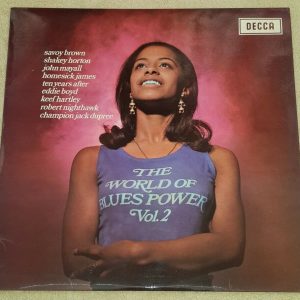 DECCA
savoy brown
shakey horton
john mayall
homesick james
ten years after
eddie boyd
keef hartley
robert nighthawk
champion jack dupree
THE
WORLD OF
BLUES POWER
Vol.2